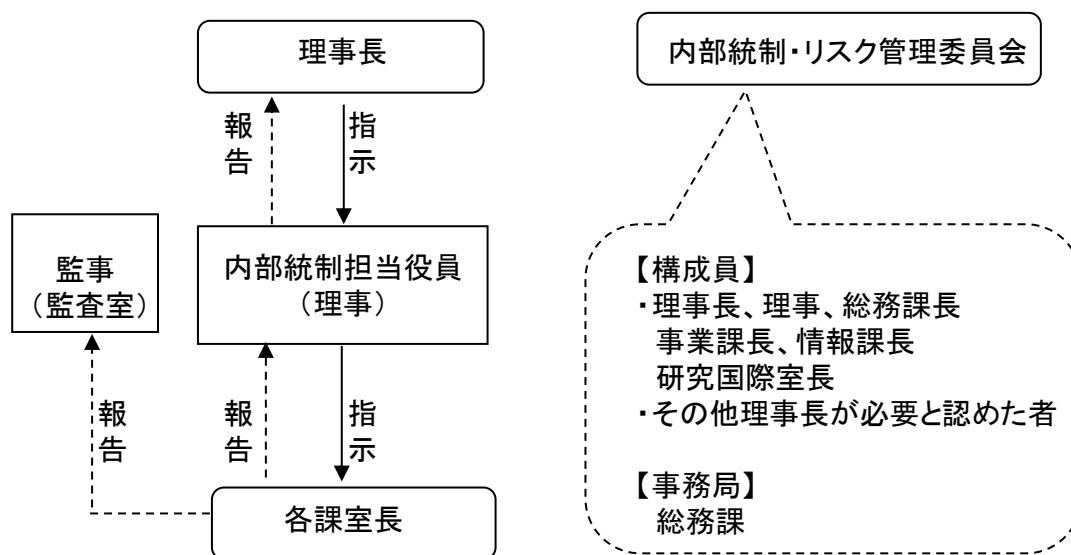 理事長
報告
指示
監事
（監査室）
内部統制担当役員
（理事）
報告
報告
指示
各課室長
内部統制・リスク管理委員会
【構成員】
・理事長、理事、総務課長
事業課長、情報課長
研究国際室長
・その他理事長が必要と認めた者
【事務局】
総務課